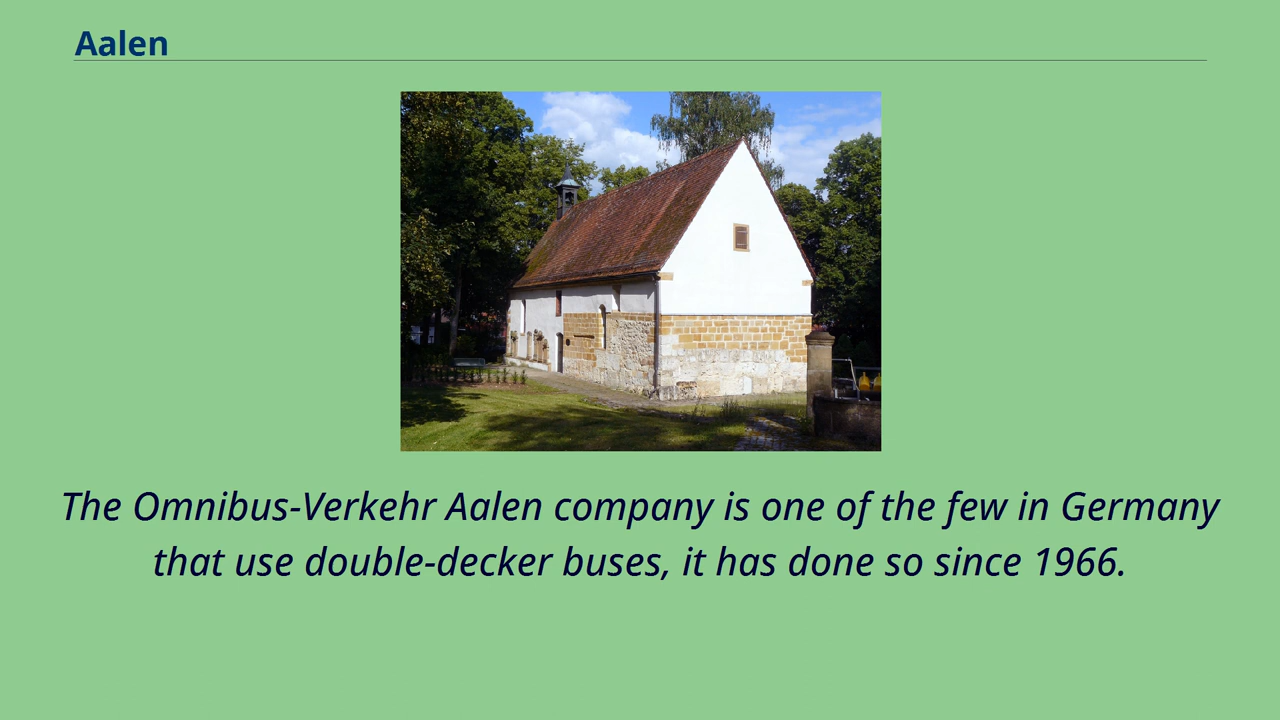 Aalen
The Omnibus-Verkehr Aalen company is one of the few in Germany
that use double-decker buses, it has done so since 1966.